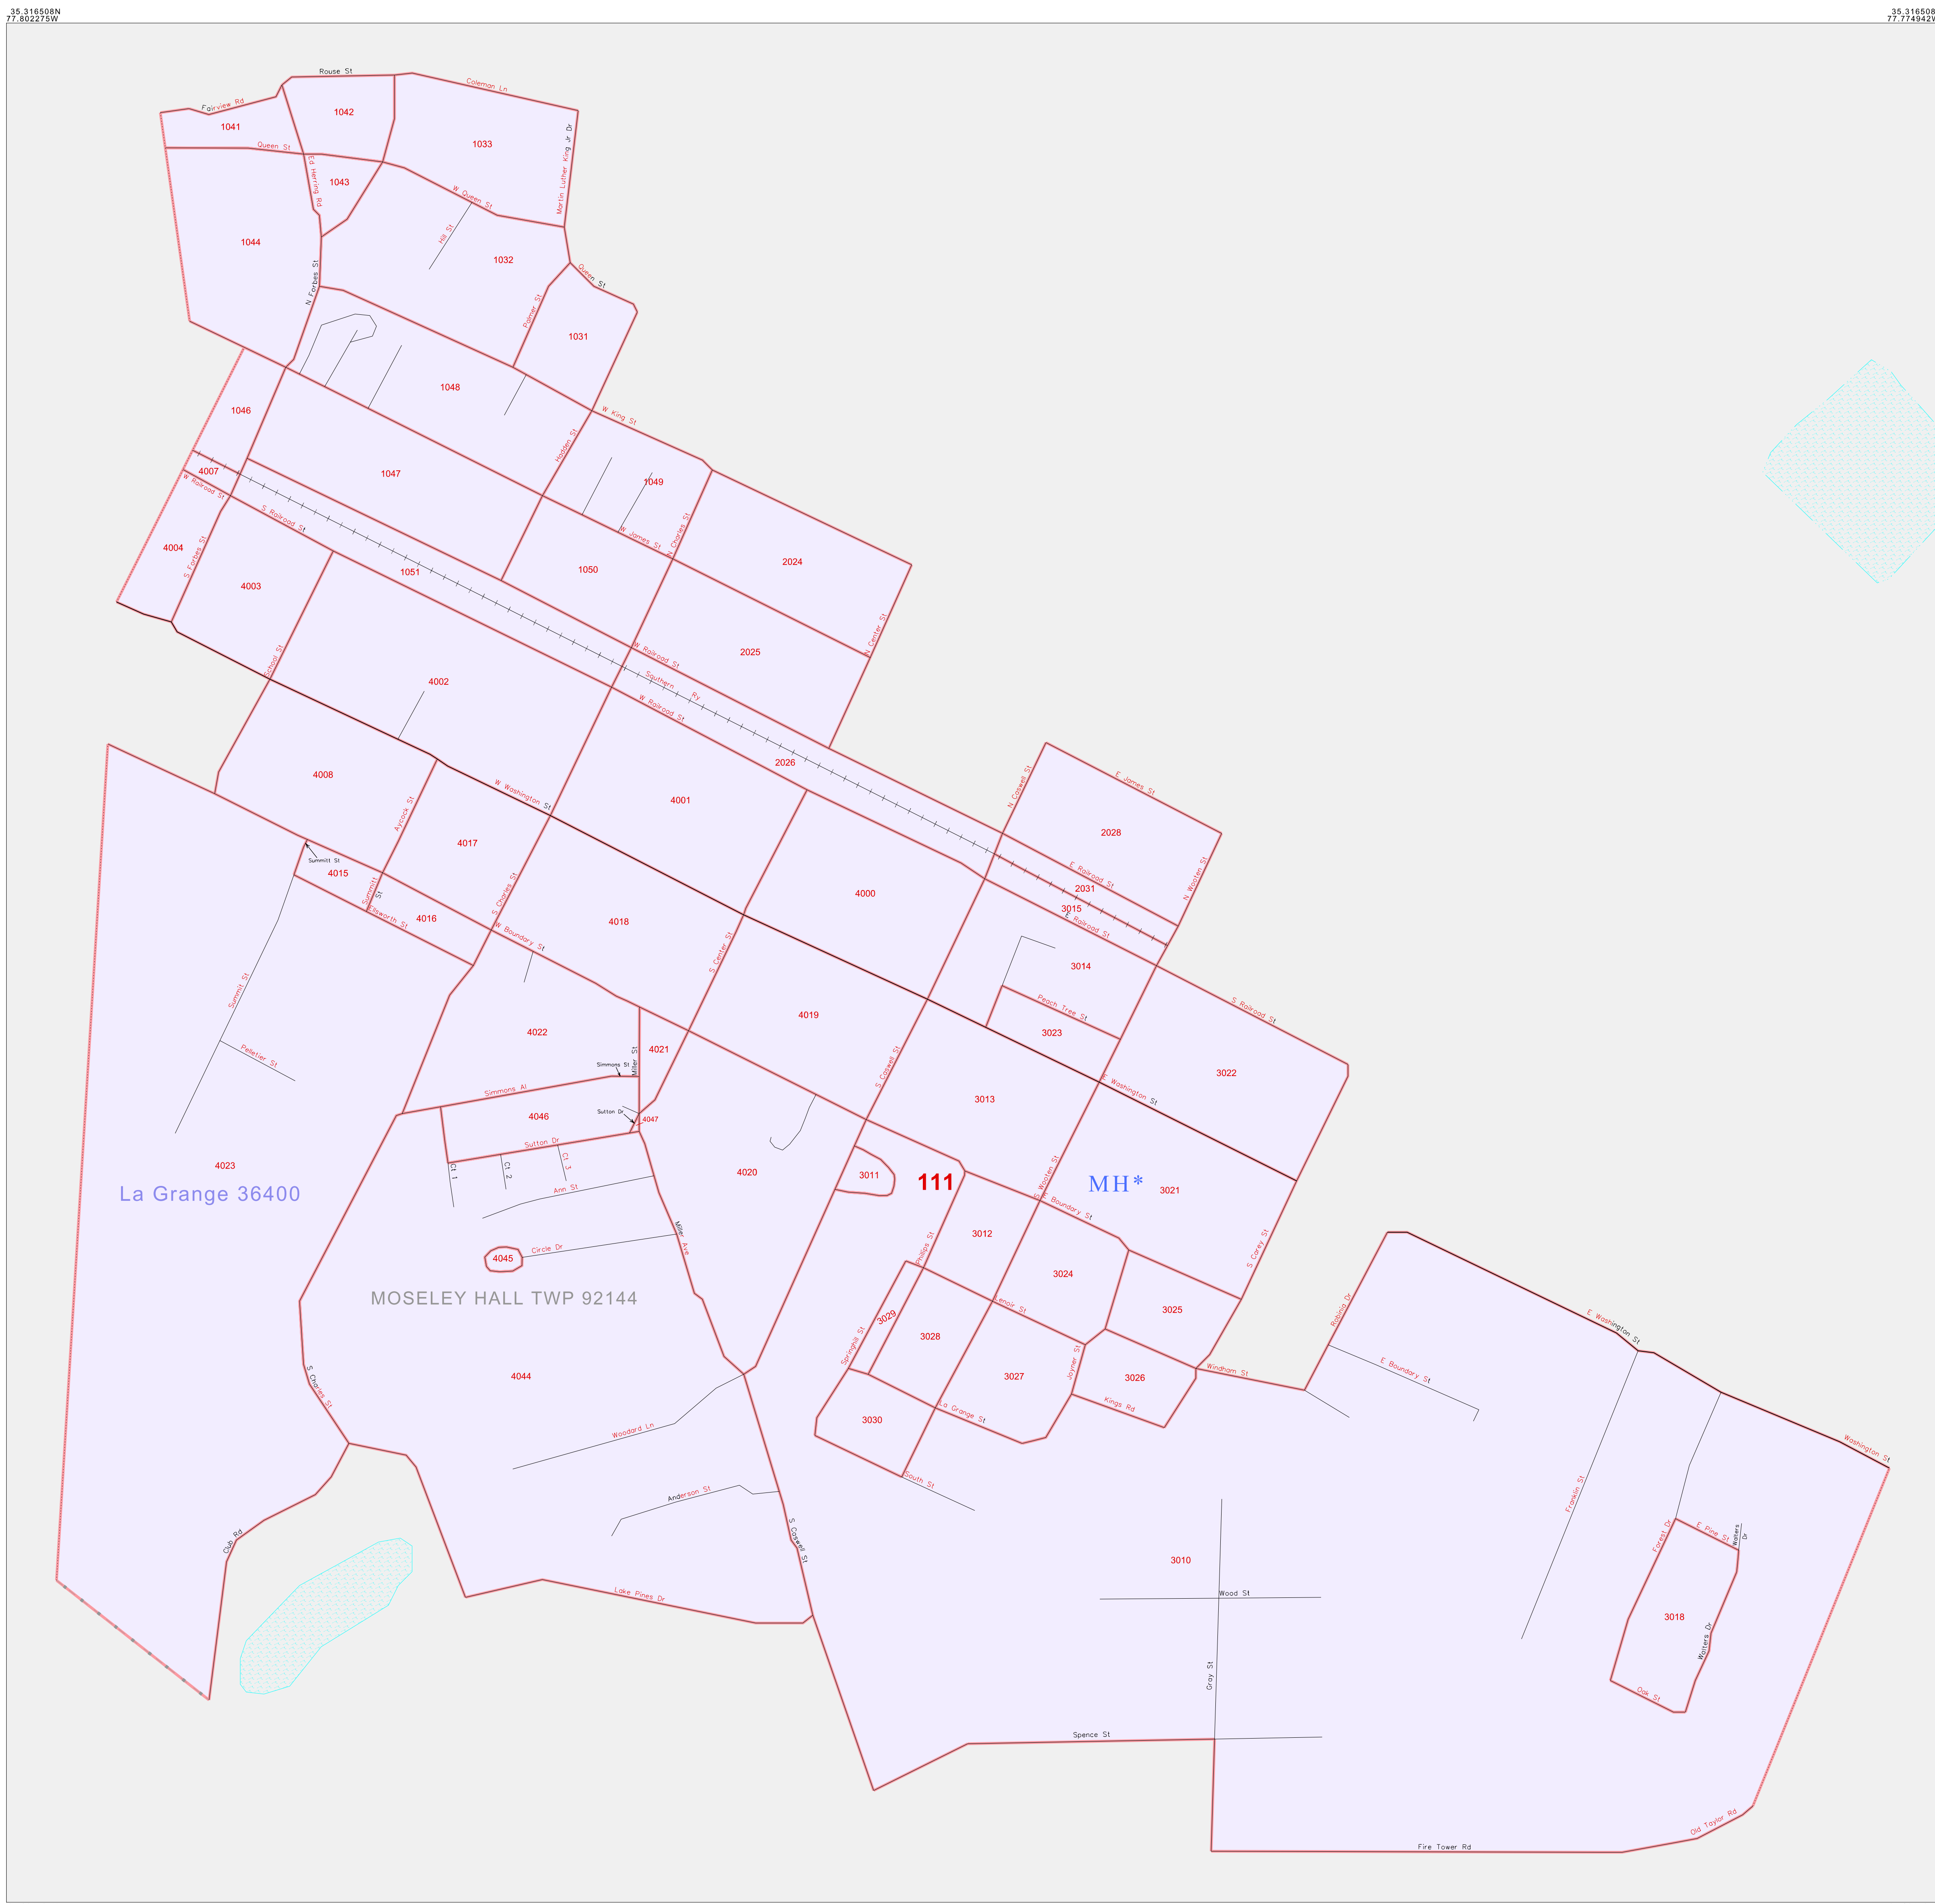 35.316508N
77.802275W
35.316508
77.774942W
Rouse St
Coleman Ln
Fairview Rd
1041
1042
1033
Martin Luther King Jr Dr
Queen St
Ed Herring Rd
1043
W Queen St
Hill St
1044
1032
N Forbes St
Queen St
Palmer St
1031
1048
1046
W King St
Hadden St
4007
W Railroad St
1047
1049
S Railroad St
W James St
N Charles St
4004
S Forbes St
4003
1051
1050
2024
School St
4002
W Railroad St
2025
N Center St
Southern Ry
W Railroad St
2026
4008
Aycock St
W Washington St
4001
N Caswell St
E James St
2028
Summitt St
4015
Summitt St
Ellsworth St
4016
4017
S Charles St
W Boundary St
4018
S Center St
4000
E Railroad St
2031
3015
E Railroad St
N Wooten St
3014
Peach Tree St
3023
S Railroad St
Summit St
Pelletier St
4022
Simmons St
Miller St
4021
4019
S Caswell St
3022
E Washington St
Simmons Al
4046
Sutton Dr
4047
3013
Sutton Dr
Ct 1
Ct 2
Ct 3
4023
La Grange 36400
4020
3011
111
S Wooten St
MH*
3021
Ann St
E Boundary St
Miller Ave
Circle Dr
4045
Philips St
3012
3024
S Carey St
MOSELEY HALL TWP 92144
Lenoir St
3025
Robinia Dr
E Washington St
3029
Springhill St
3028
Joyner St
Windham St
E Boundary St
S Charles St
4044
3027
3026
Kings Rd
La Grange St
3030
Woodard Ln
South St
Washington St
Anderson St
Franklin St
Club Rd
S Caswell St
Forest Dr
E Pine St
Walters Dr
3010
Lake Pines Dr
Wood St
3018
Walters Dr
Gray St
Oak St
Spence St
Old Taylor Rd
Fire Tower Rd